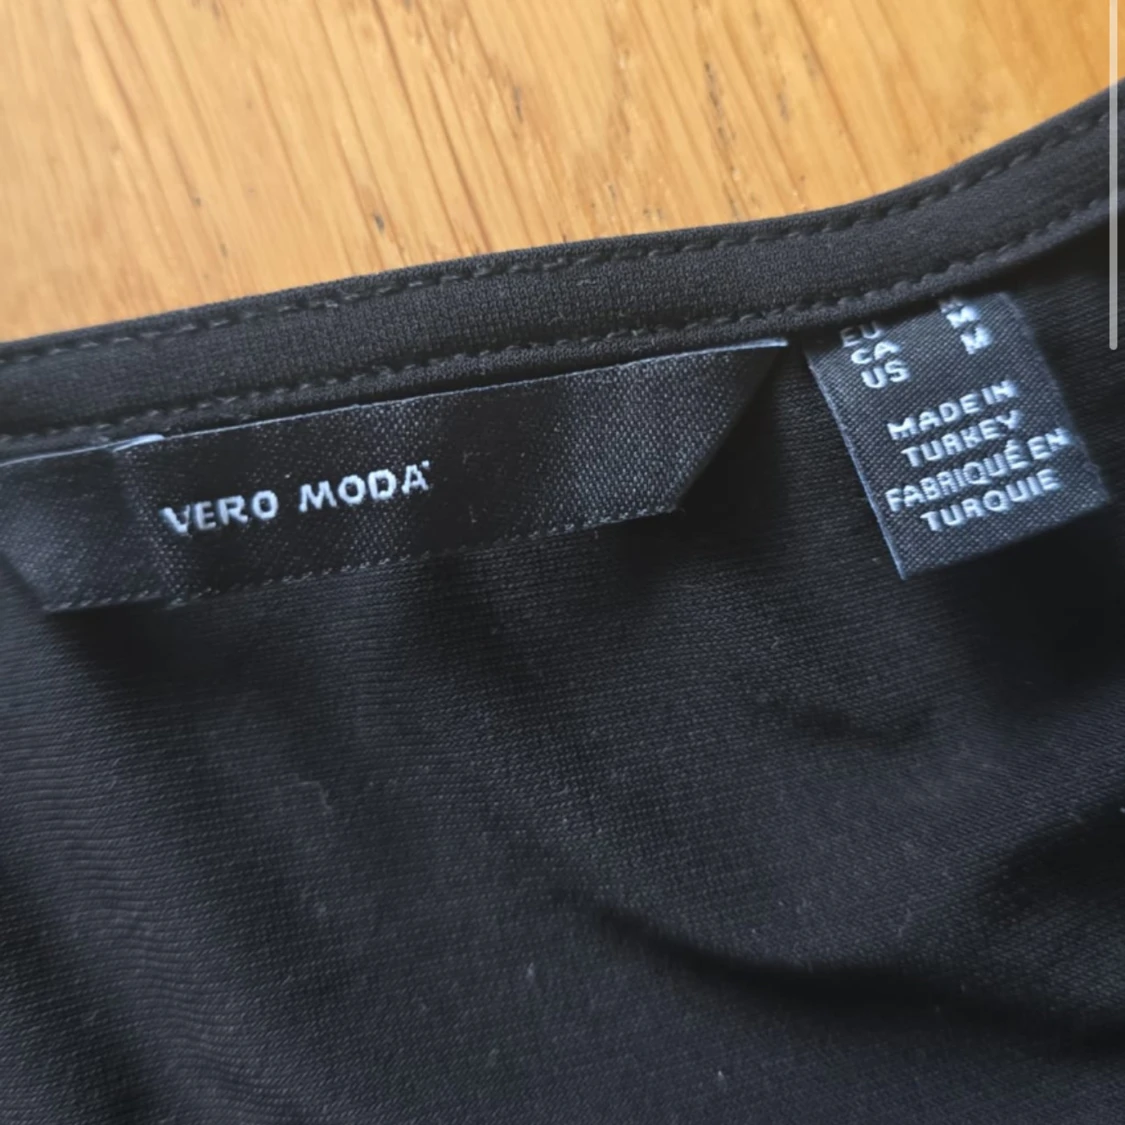 VERO MODA
EU M
CA M
US M
MADE IN
TURKEY
FABRIQUÉ EN
TURQUIE